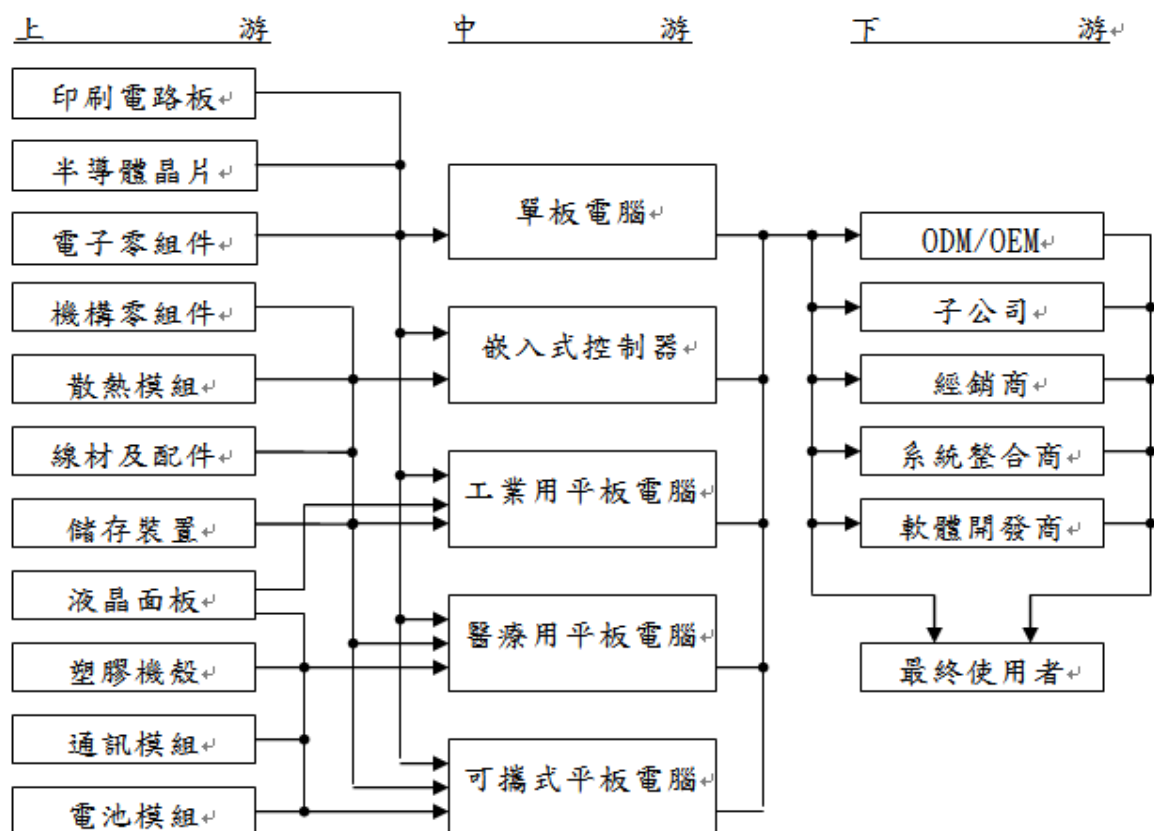 上 游
中 游
下 游
印刷電路板
半導體晶片
電子零組件
機構零組件
散熱模組
線材及配件
儲存裝置
液晶面板
塑膠機殼
通訊模組
電池模組
單板電腦
嵌入式控制器
工業用平板電腦
醫療用平板電腦
可攜式平板電腦
ODM/OEM
子公司
經銷商
系統整合商
軟體開發商
最終使用者